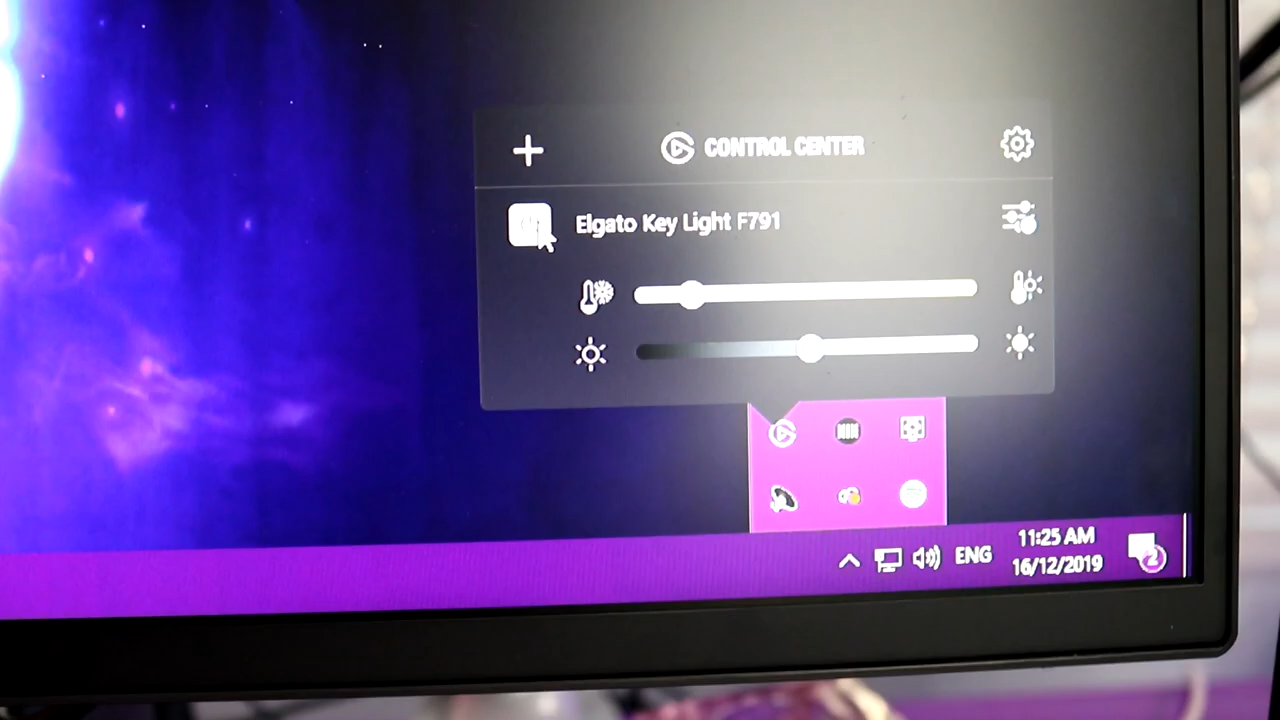 CONTROL CENTER
Elgato Key Light F791
ENG
11:25 AM
16/12/2019
2